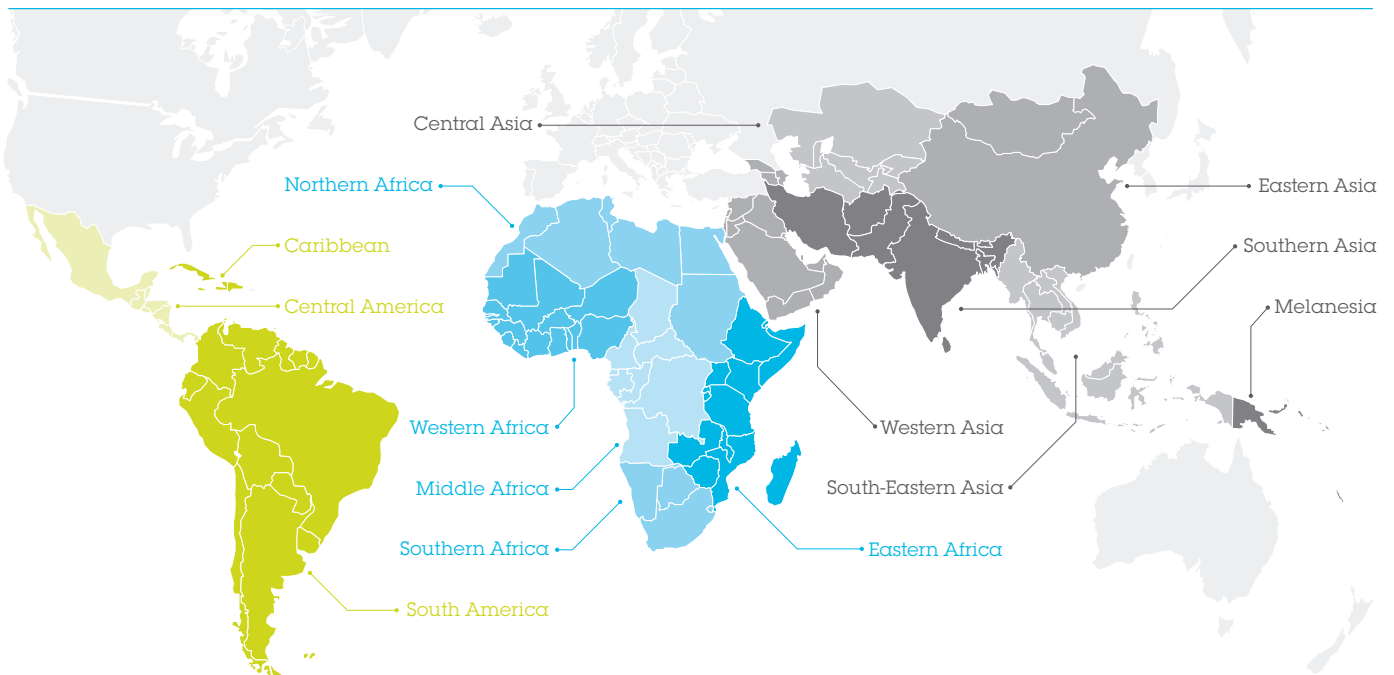 Central Asia
Northern Africa
Eastern Asia
Caribbean
Southern Asia
Central America
Melanesia
Western Africa
Western Asia
Middle Africa
South-Eastern Asia
Southern Africa
Eastern Africa
South America